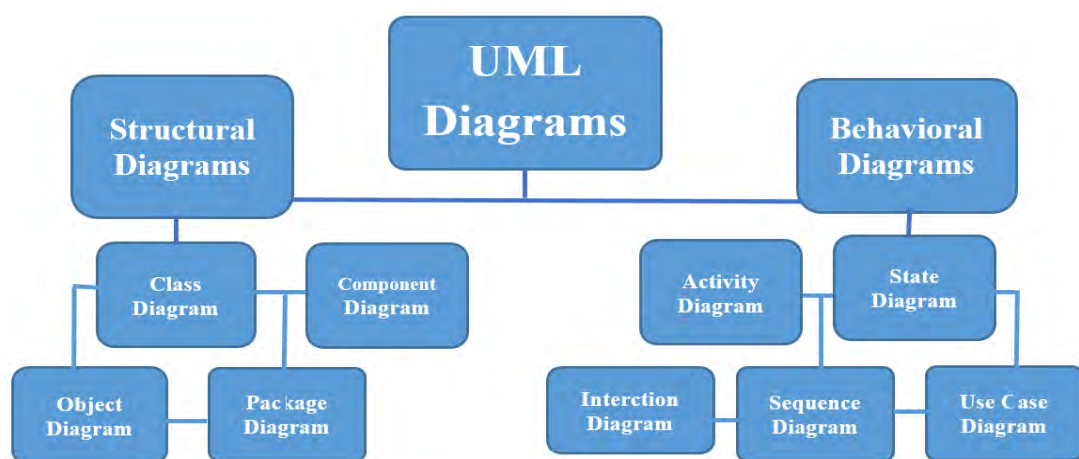 UML
Diagrams
Structural
Diagrams
Behavioral
Diagrams
Class
Diagram
Component
Diagram
Activity
Diagram
State
Diagram
Object
Diagram
Package
Diagram
Interction
Diagram
Sequence
Diagram
Use Case
Diagram